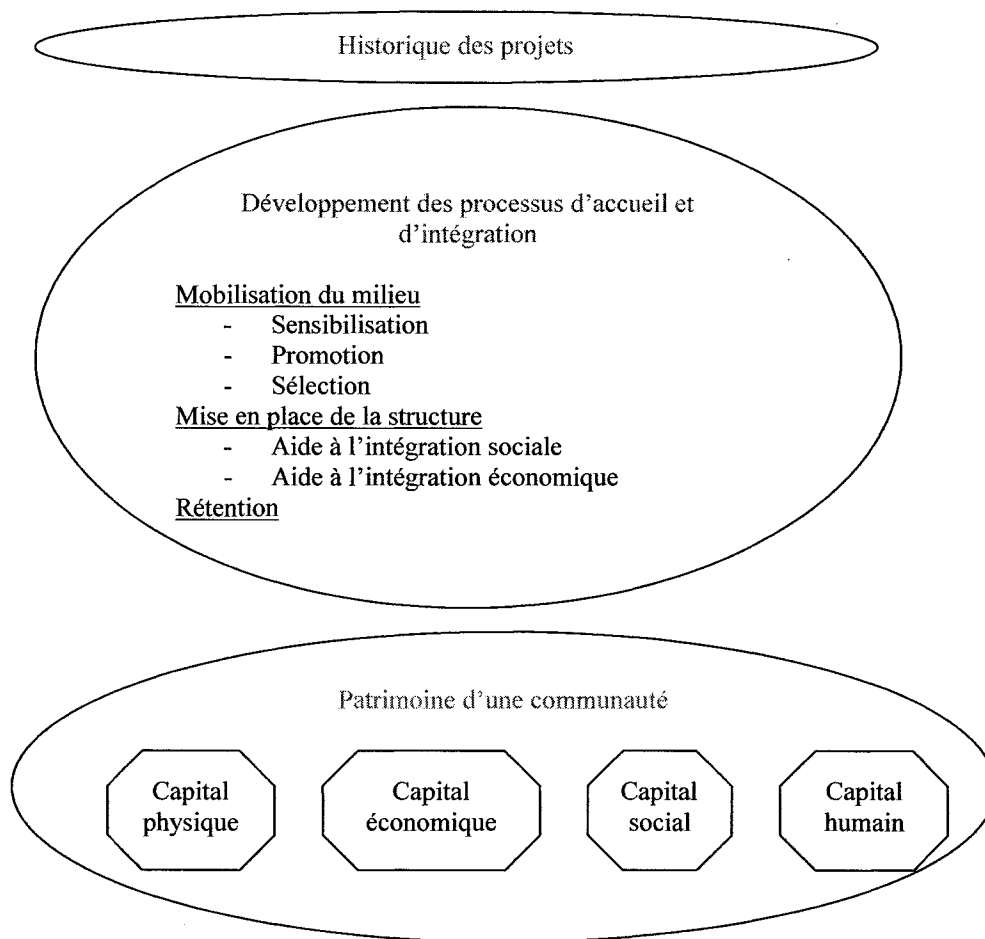 Historique des projets
Développement des processus d'accueil et
d'intégration
Mobilisation du milieu
- Sensibilisation
- Promotion
- Sélection
Mise en place de la structure
- Aide à l'intégration sociale
- Aide à l'intégration économique
Rétention
Patrimoine d'une communauté
Capital
physique
Capital
économique
Capital
social
Capital
humain